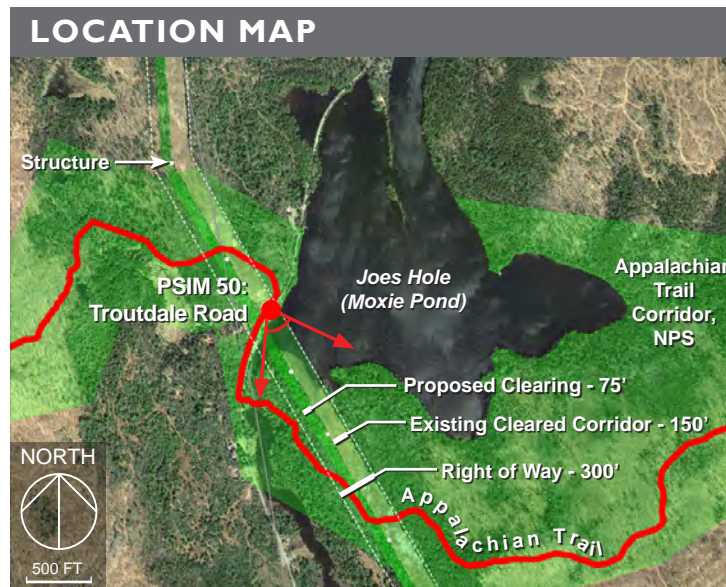 LOCATION MAP
Structure
PSIM 50:
Troutdale Road
Joes Hole
(Moxie Pond)
Appalachian
Trail
Corridor,
NPS
Proposed Clearing - 75'
Existing Cleared Corridor - 150'
Right of Way - 300'
Appalachian Trail
NORTH
500 FT